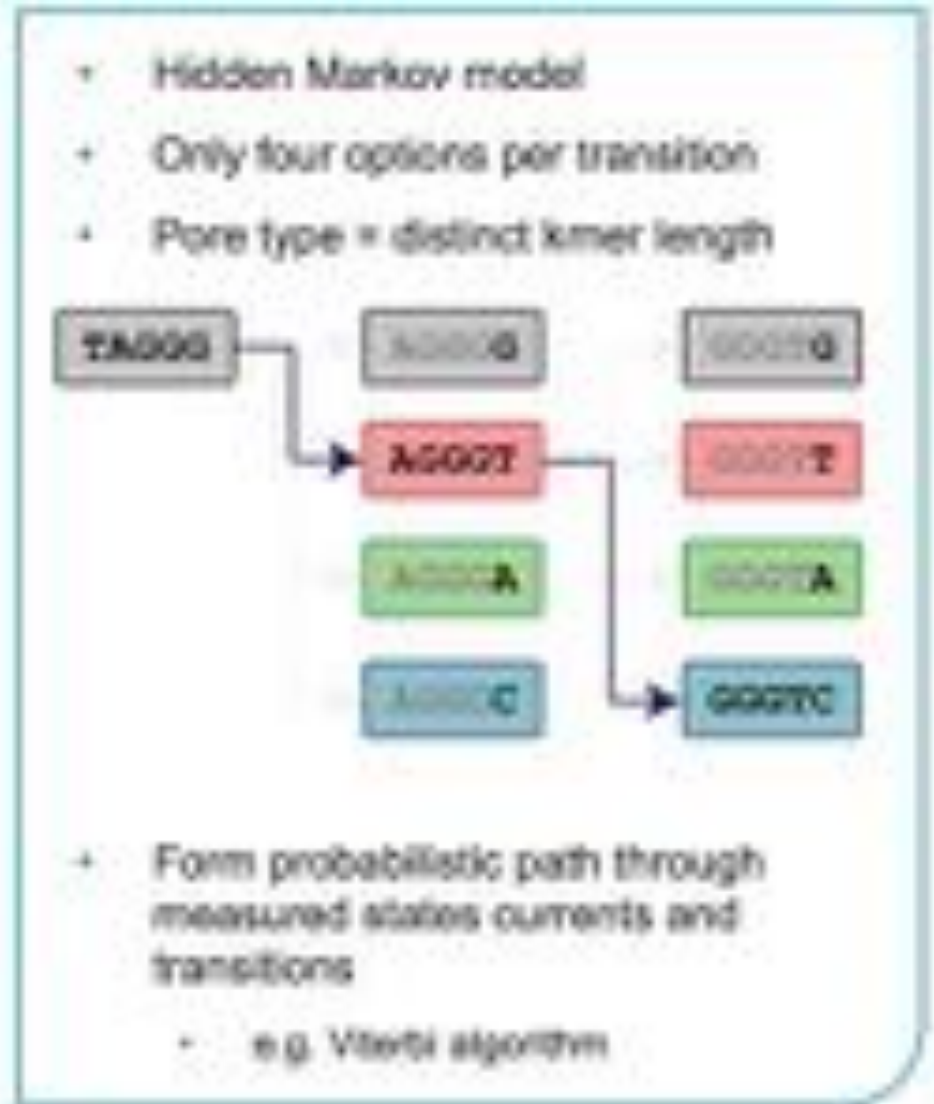 Hidden Markov model
Only four options per transition
Pore type = distinct kmer length
TAGGG
AGGGG
GGGTG
AGGGT
GGGTT
AGGGA
GGGTA
AGGGC
GGGTC
Form probabilistic path through
measured states currents and
transitions
e.g. Viterbi algorithm